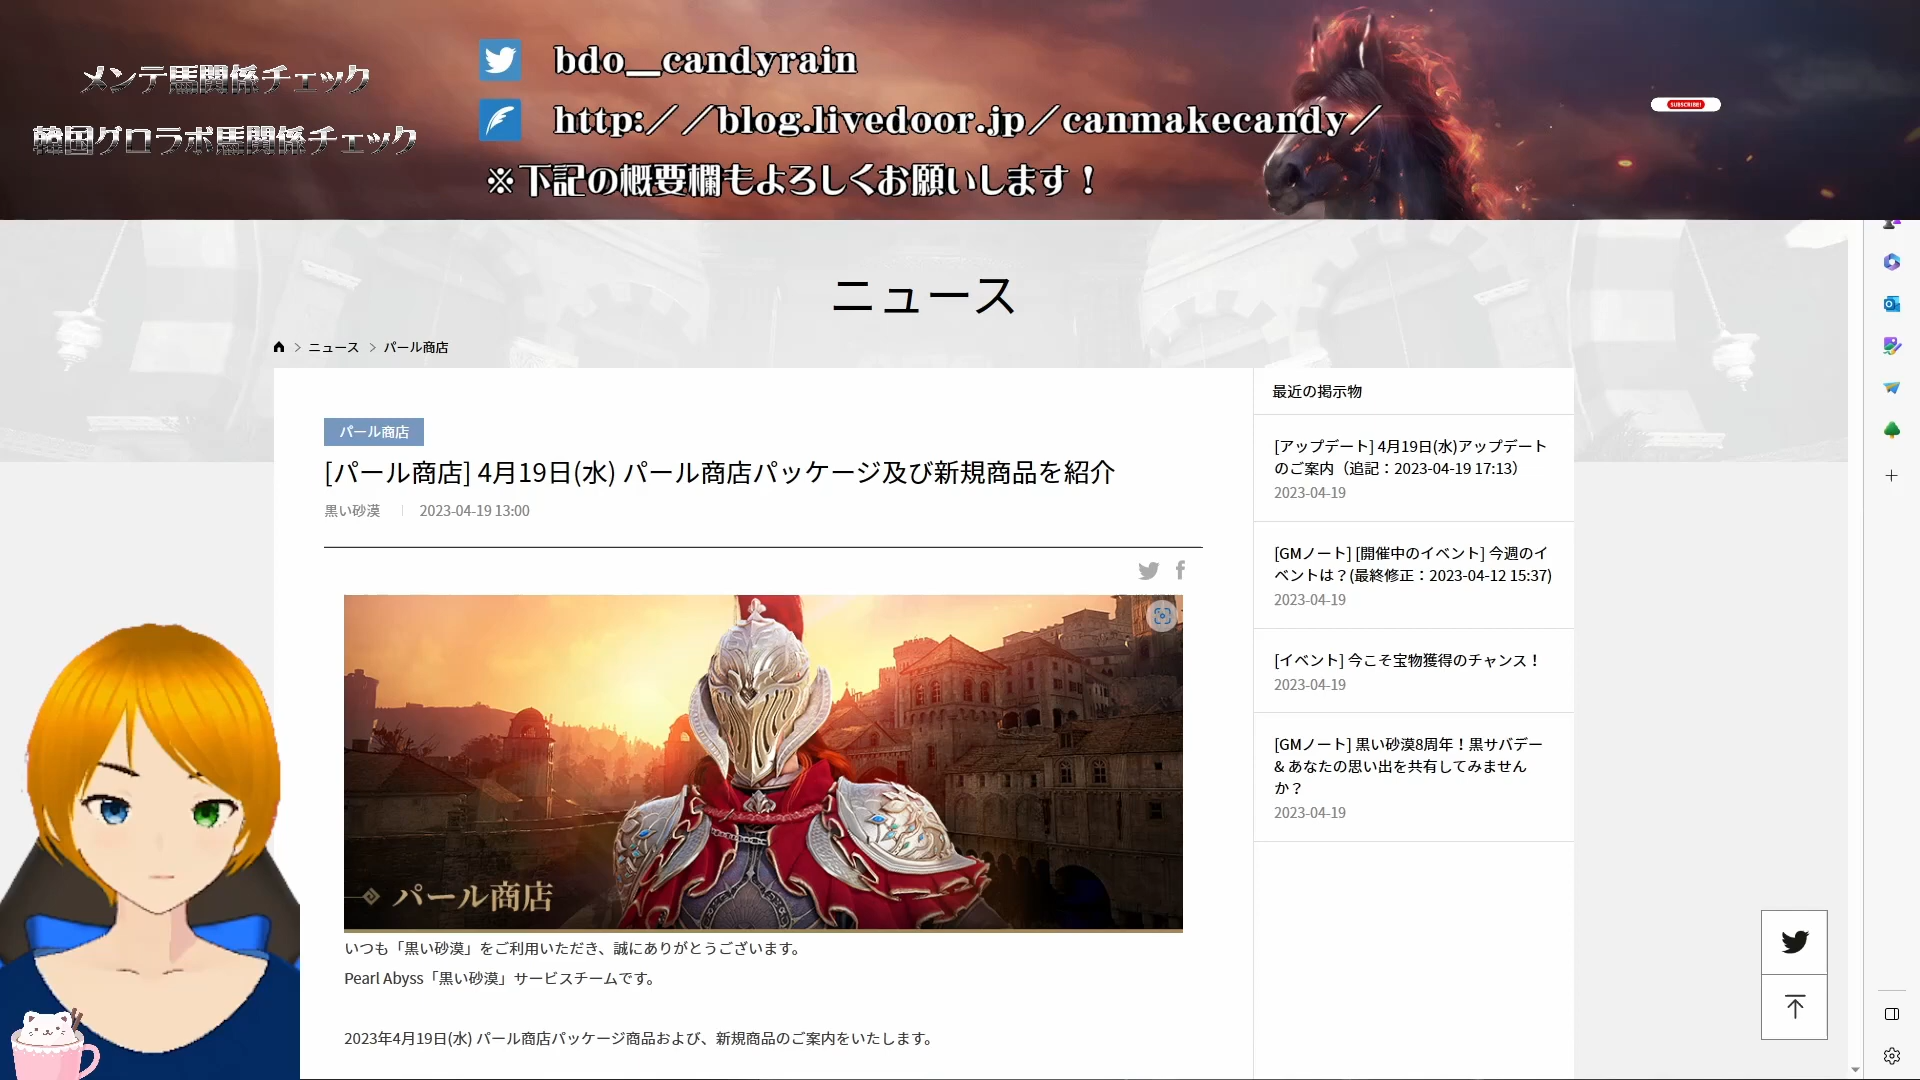 メンテ馬関係チェック
韓国グロラボ馬関係チェック
bdo__candyrain
http://blog.livedoor.jp/canmakecandy/
※下記の概要欄もよろしくお願いします!
SUBSCRIBE!
ニュース
ニュース > パール商店
パール商店
[パール商店] 4月19日(水) パール商店パッケージ及び新規商品を紹介
黒い砂漠 2023-04-19 13:00
パール商店
いつも「黒い砂漠」をご利用いただき、誠にありがとうございます。
Pearl Abyss「黒い砂漠」サービスチームです。
2023年4月19日(水) パール商店パッケージ商品および、新規商品のご案内をいたします。
最近の掲示物
[アップデート] 4月19日(水)アップデート
のご案内（追記：2023-04-19 17:13）
2023-04-19
[GMノート] [開催中のイベント] 今週のイ
ベントは？(最終修正：2023-04-12 15:37)
2023-04-19
[イベント] 今こそ宝物獲得のチャンス！
2023-04-19
[GMノート] 黒い砂漠8周年！黒サバデー
& あなたの思い出を共有してみません
か？
2023-04-19